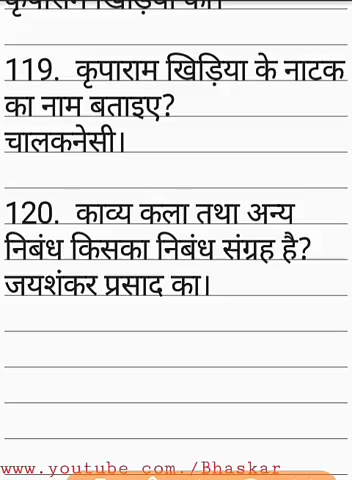 कृपाराम खिड़िया का।
119. कृपाराम खिड़िया के नाटक
का नाम बताइए?
चालकनेसी।
120. काव्य कला तथा अन्य
निबंध किसका निबंध संग्रह है?
जयशंकर प्रसाद का।
www.youtube com./Bhaskar